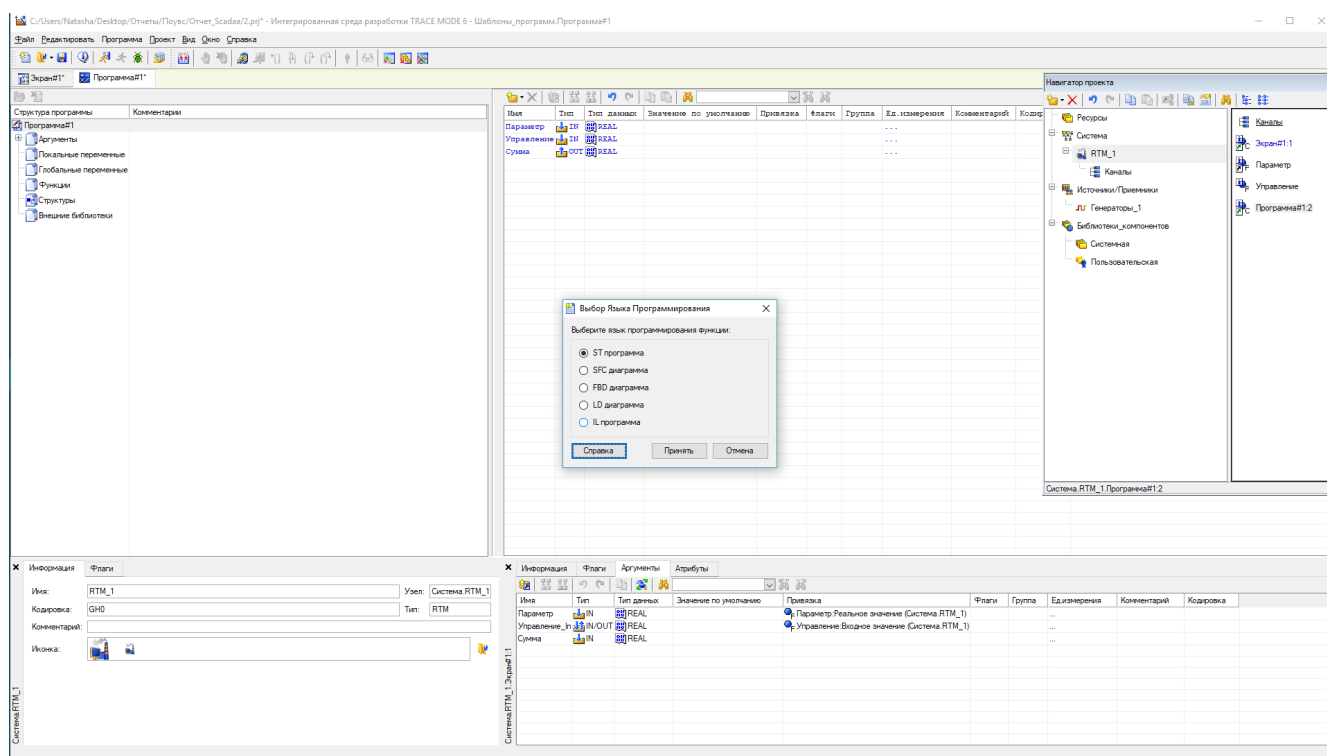 C:/Users/Natasha/Desktop/Отчеты/Поувс/Отчет_Scadaa/2.prj* - Интегрированная среда разработки TRACE MODE 6 - Шаблоны_программ.Программа#1
Файл Редактировать Программа Проект Вид Окно Справка
Экран#1* Программа#1*
Структура программы Комментарии
Программа#1
Аргументы
Локальные переменные
Глобальные переменные
Функции
Структуры
Внешние библиотеки
Имя Тип Тип данных Значение по умолчанию Привязка Флаги Группа Ед.измерения Комментарий Кодир
Параметр IN REAL ...
Управление IN REAL ...
Сумма OUT REAL ...
Навигатор проекта
Ресурсы
Система
RTM_1
Каналы
Источники/Приемники
Генераторы_1
Библиотеки_компонентов
Системная
Пользовательская
Каналы
Экран#1:1
Параметр
Управление
Программа#1:2
Система.RTM_1.Программа#1:2
Выбор Языка Программирования
Выберите язык программирования функции:
ST программа
SFC диаграмма
FBD диаграмма
LD диаграмма
IL программа
Справка Принять Отмена
Информация Флаги
Имя: RTM_1 Узел: Система.RTM_1
Кодировка: GH0 Тип: RTM
Комментарий:
Иконка:
Система.RTM_1
Информация Флаги Аргументы Атрибуты
Имя Тип Тип данных Значение по умолчанию Привязка Флаги Группа Ед.измерения Комментарий Кодировка
Параметр IN REAL Параметр:Реальное значение (Система.RTM_1) ...
Управление_In IN/OUT REAL Управление:Входное значение (Система.RTM_1) ...
Сумма IN REAL ...
Система.RTM_1.Экран#1:1